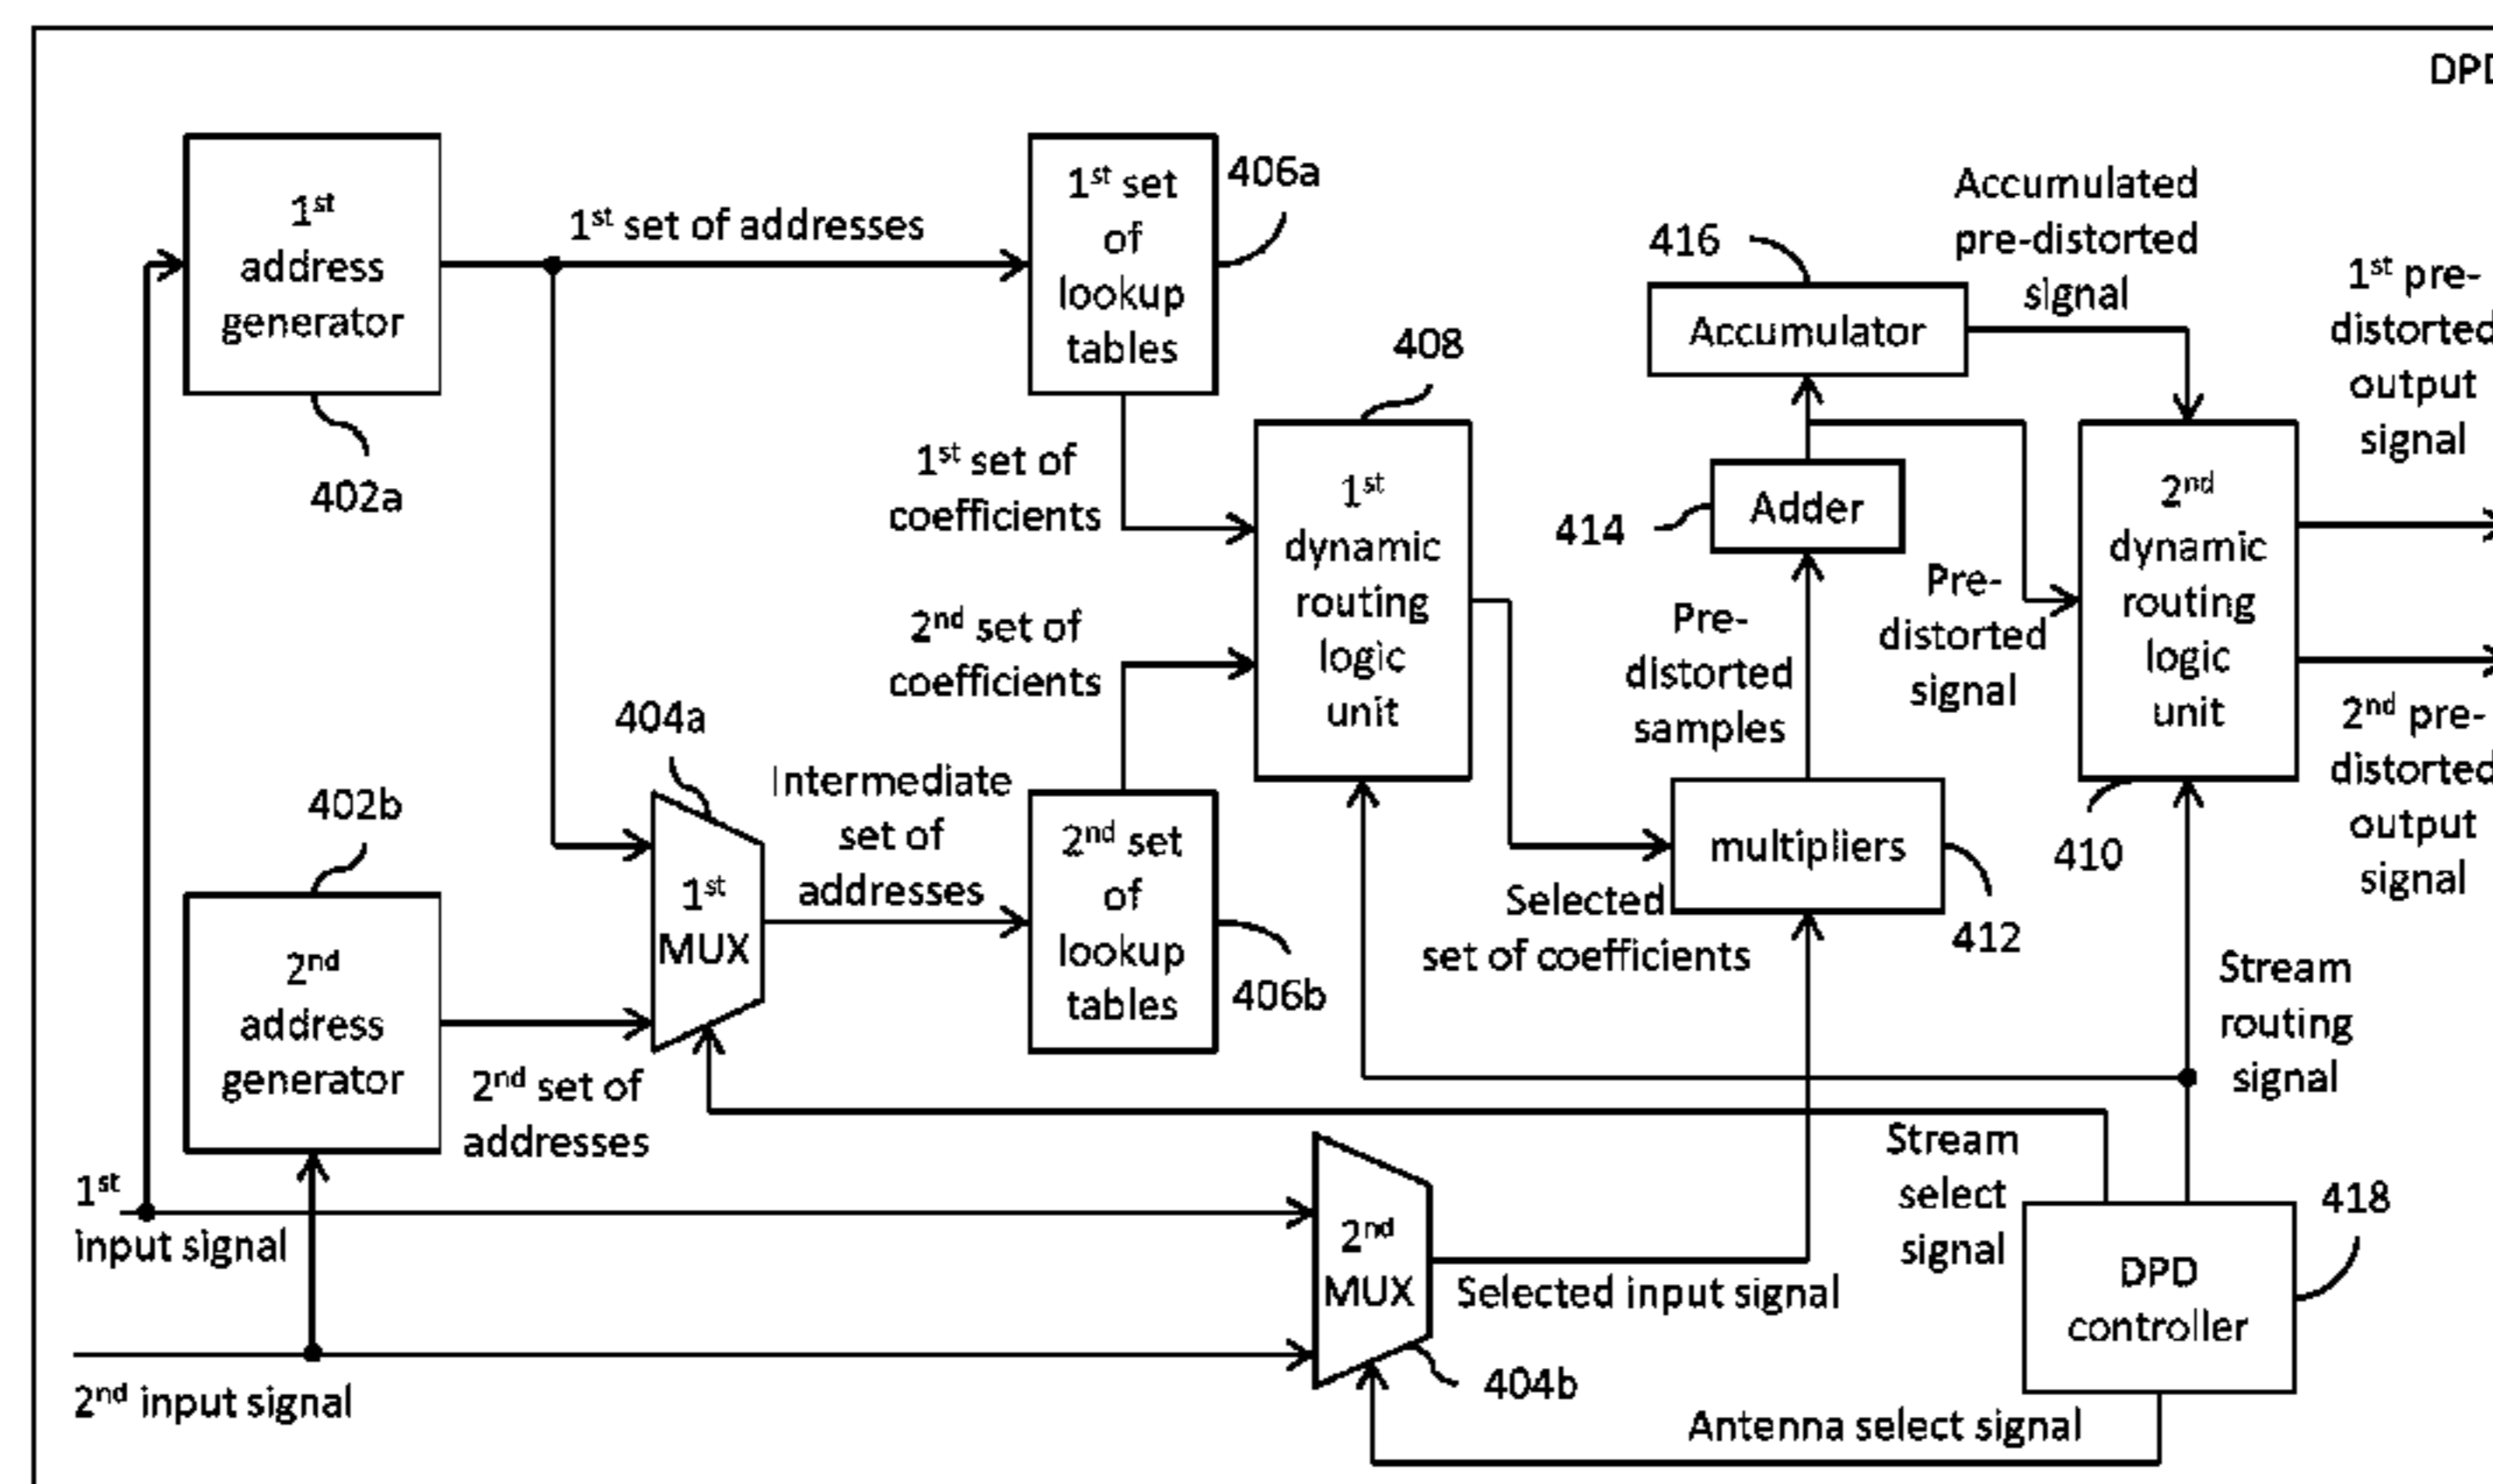 DPD
1st
address
generator
402a
1st set of addresses
1st set
of
lookup
tables
406a
1st set of
coefficients
2nd set of
coefficients
408
1st
dynamic
routing
logic
unit
416
Accumulator
Accumulated
pre-distorted
signal
414
Adder
Pre-
distorted
samples
Pre-
distorted
signal
2nd
dynamic
routing
logic
unit
410
1st pre-
distorted
output
signal
2nd pre-
distorted
output
signal
402b
2nd
address
generator
2nd set of
addresses
404a
1st
MUX
Intermediate
set of
addresses
2nd set
of
lookup
tables
406b
multipliers
412
Selected
set of coefficients
Stream
routing
signal
Stream
select
signal
1st
input signal
2nd input signal
2nd
MUX
404b
Selected input signal
DPD
controller
418
Antenna select signal